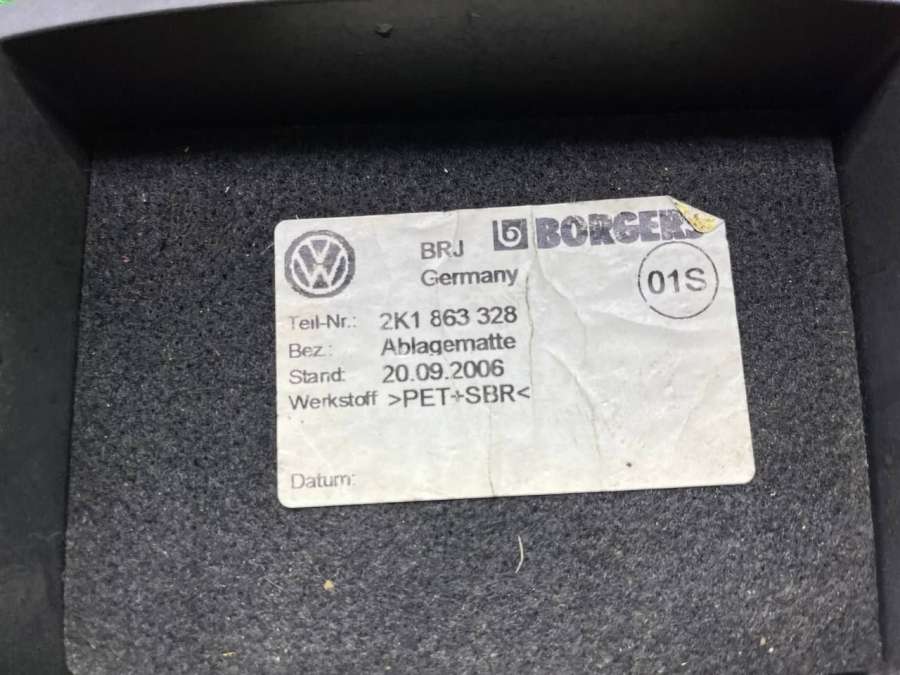 BORGERS
BRJ
Germany
01S
Teil-Nr.: 2K1 863 328
Bez.: Ablagematte
Stand: 20.09.2006
Werkstoff >PET+SBR<
Datum: